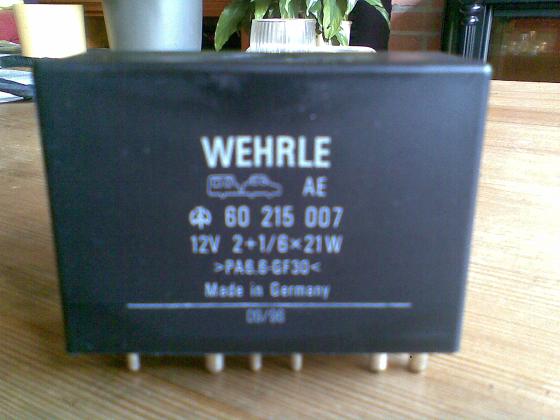 WEHRLE
AE
60 215 007
12V 2+1/6×21W
>PA6.6-GF30<
Made in Germany